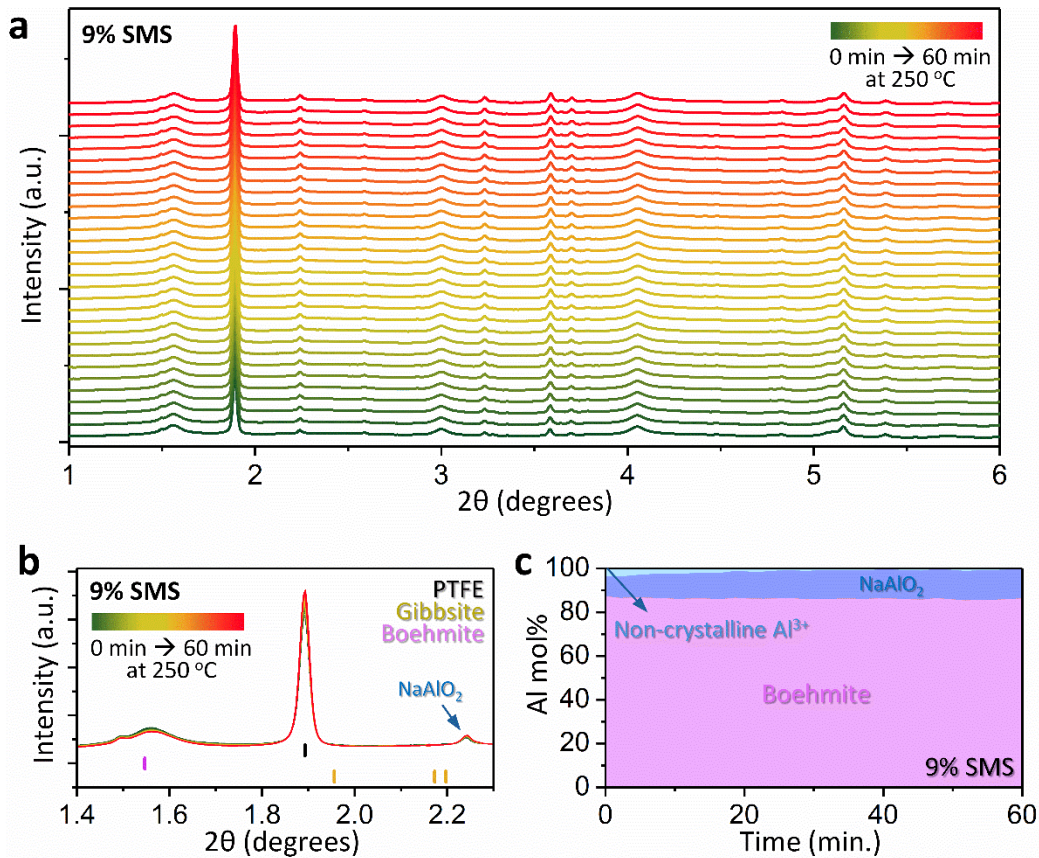 a
9% SMS
0 min → 60 min
at 250 °C
Intensity (a.u.)
1 2 3 4 5 6
2θ (degrees)
b
9% SMS
0 min → 60 min
at 250 °C
PTFE
Gibbsite
Boehmite
NaAlO₂
Intensity (a.u.)
1.4 1.6 1.8 2.0 2.2
2θ (degrees)
c
100
80
60
40
20
0
Al mol%
NaAlO₂
Non-crystalline Al³⁺
Boehmite
9% SMS
0 20 40 60
Time (min.)